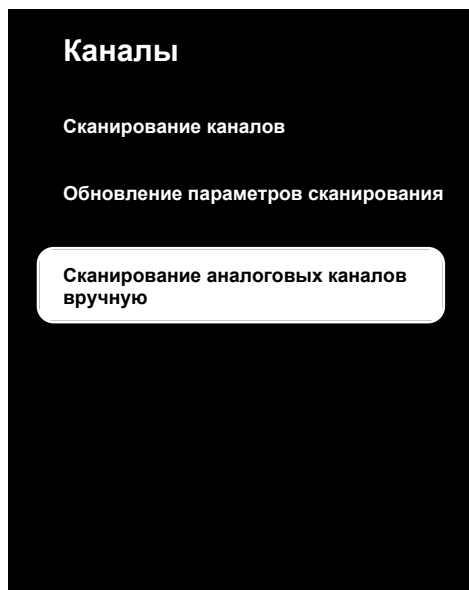 Каналы
Сканирование каналов
Обновление параметров сканирования
Сканирование аналоговых каналов
вручную